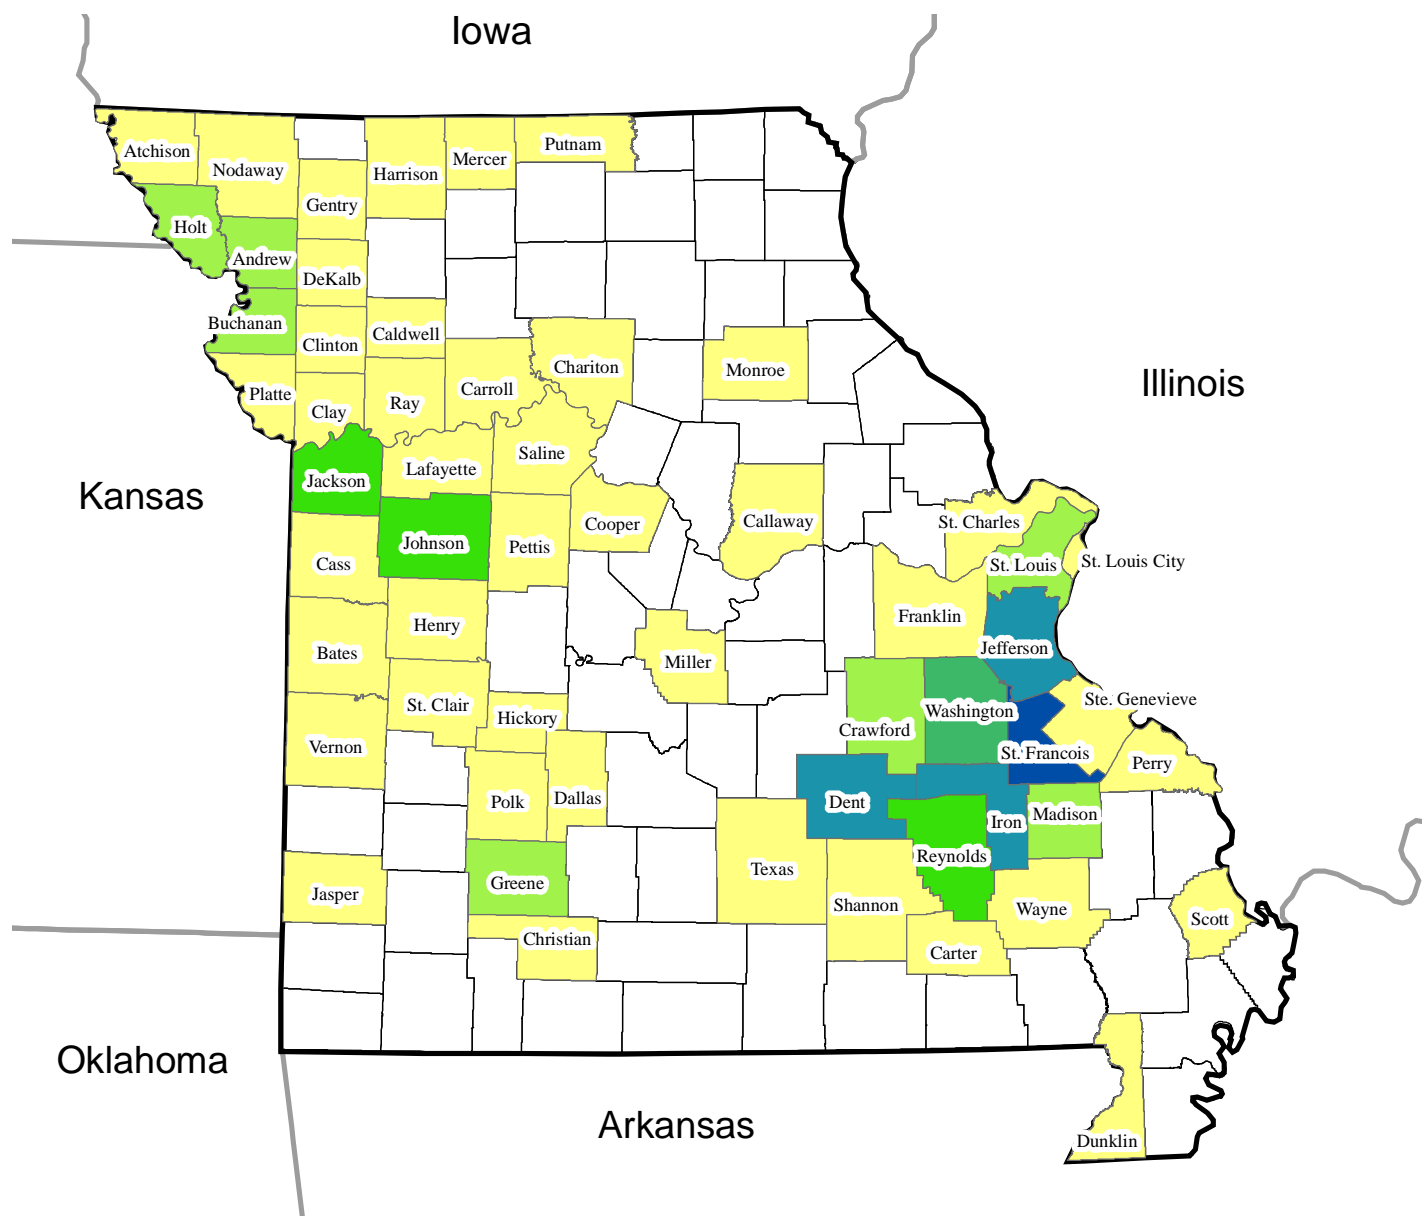 Iowa
Atchison
Nodaway
Harrison
Mercer
Putnam
Gentry
Holt
Andrew
DeKalb
Buchanan
Clinton
Caldwell
Chariton
Monroe
Illinois
Platte
Clay
Ray
Carroll
Kansas
Jackson
Lafayette
Saline
Johnson
Pettis
Cooper
Callaway
St. Charles
Cass
St. Louis
St. Louis City
Henry
Franklin
Bates
Miller
Jefferson
St. Clair
Hickory
Crawford
Washington
Ste. Genevieve
Vernon
St. Francois
Perry
Polk
Dallas
Dent
Iron
Madison
Reynolds
Jasper
Greene
Texas
Shannon
Wayne
Scott
Christian
Carter
Oklahoma
Arkansas
Dunklin